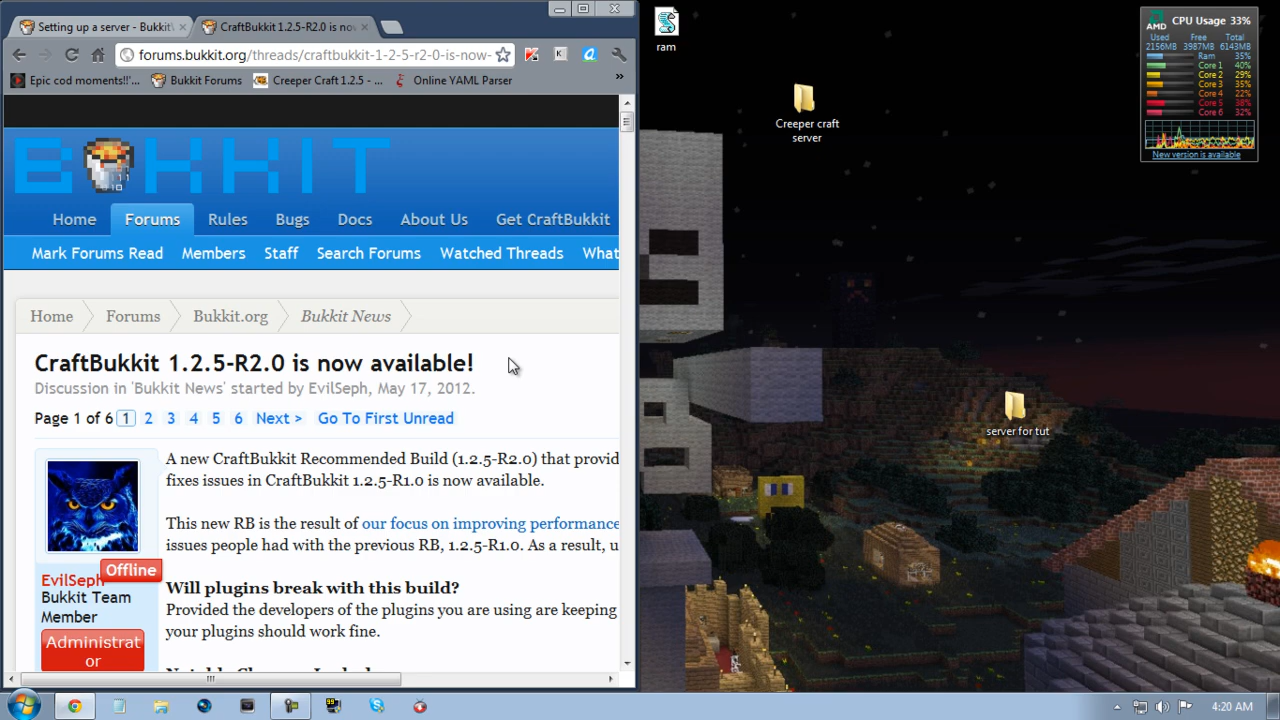 Setting up a server - Bukkit
CraftBukkit 1.2.5-R2.0 is no
forums.bukkit.org/threads/craftbukkit-1-2-5-r2-0-is-now-
Epic cod moments!!'...
Bukkit Forums
Creeper Craft 1.2.5 - ...
Online YAML Parser
»
BUKKIT
Home
Forums
Rules
Bugs
Docs
About Us
Get CraftBukkit
Mark Forums Read
Members
Staff
Search Forums
Watched Threads
What
Home
Forums
Bukkit.org
Bukkit News
CraftBukkit 1.2.5-R2.0 is now available!
Discussion in 'Bukkit News' started by EvilSeph, May 17, 2012.
Page 1 of 6 1 2 3 4 5 6 Next > Go To First Unread
A new CraftBukkit Recommended Build (1.2.5-R2.0) that provid
fixes issues in CraftBukkit 1.2.5-R1.0 is now available.
This new RB is the result of our focus on improving performance
issues people had with the previous RB, 1.2.5-R1.0. As a result, u
Offline
EvilSeph
Bukkit Team
Member
Administrat
or
Will plugins break with this build?
Provided the developers of the plugins you are using are keeping
your plugins should work fine.
ram
Creeper craft
server
server for tut
AMD
CPU Usage 33%
Used Free Total
2156MB 3987MB 6143MB
Ram 35%
Core 1 40%
Core 2 29%
Core 3 35%
Core 4 22%
Core 5 38%
Core 6 32%
New version is available
4:20 AM